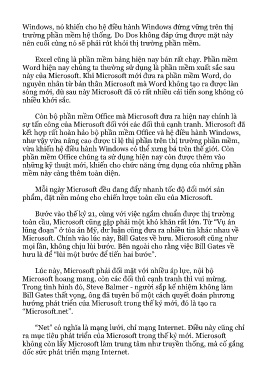 Windows, nó khiến cho hệ điều hành Windows đứng vững trên thị
trường phần mềm hệ thống. Do Dos không đáp ứng được mặt này
nên cuối cùng nó sẽ phải rút khỏi thị trường phần mềm.
Excel cũng là phần mềm bảng hiện nay bán rất chạy. Phần mềm
Word hiện nay chúng ta thường sử dụng là phần mềm xuất sắc sau
này của Microsoft. Khi Microsoft mới đưa ra phần mềm Word, do
nguyên nhân từ bản thân Microsoft mà Word không tạo ra được làn
sóng mới, dù sau này Microsoft đã có rất nhiều cải tiến song không có
nhiều khởi sắc.
Còn bộ phần mềm Office mà Microsoft đưa ra hiện nay chính là
sự tấn công của Microsoft đối với các đối thủ cạnh tranh. Microsoft đã
kết hợp rất hoàn hảo bộ phần mềm Office và hệ điều hành Windows,
như vậy vừa nâng cao được tỉ lệ thị phần trên thị trường phần mềm,
vừa khiến hệ điều hành Windows có thể xưng bá trên thế giới. Còn
phần mềm Office chúng ta sử dụng hiện nay còn được thêm vào
những kỹ thuật mới, khiến cho chức năng ứng dụng của những phần
mềm này càng thêm toàn diện.
Mỗi ngày Microsoft đều đang đẩy nhanh tốc độ đổi mới sản
phẩm, đặt nền móng cho chiến lược toàn cầu của Microsoft.
Bước vào thế kỷ 21, cùng với việc ngắm chuẩn được thị trường
toàn cầu, Microsoft cũng gặp phải một khó khăn rất lớn. Từ “Vụ án
lũng đoạn” ở tòa án Mỹ, dư luận cũng đưa ra nhiều tin khác nhau về
Microsoft. Chính vào lúc này, Bill Gates về hưu. Microsoft cũng như
mọi lần, không chịu lùi bước. Bên ngoài cho rằng việc Bill Gates về
hưu là để “lùi một bước để tiến hai bước”.
Lúc này, Microsoft phải đối mặt với nhiều áp lực, nội bộ
Microsoft hoang mang, còn các đối thủ cạnh tranh thì vui mừng.
Trong tình hình đó, Steve Balmer - người sắp kế nhiệm không làm
Bill Gates thất vọng, ông đã tuyên bố một cách quyết đoán phương
hướng phát triển của Microsoft trong thế kỷ mới, đó là tạo ra
“Microsoft.net”.
“Net” có nghĩa là mạng lưới, chỉ mạng Internet. Điều này cũng chỉ
ra mục tiêu phát triển của Microsoft trong thế kỷ mới. Microsoft
không còn lấy Microsoft làm trung tâm như truyền thống, mà cố gắng
dốc sức phát triển mạng Internet.